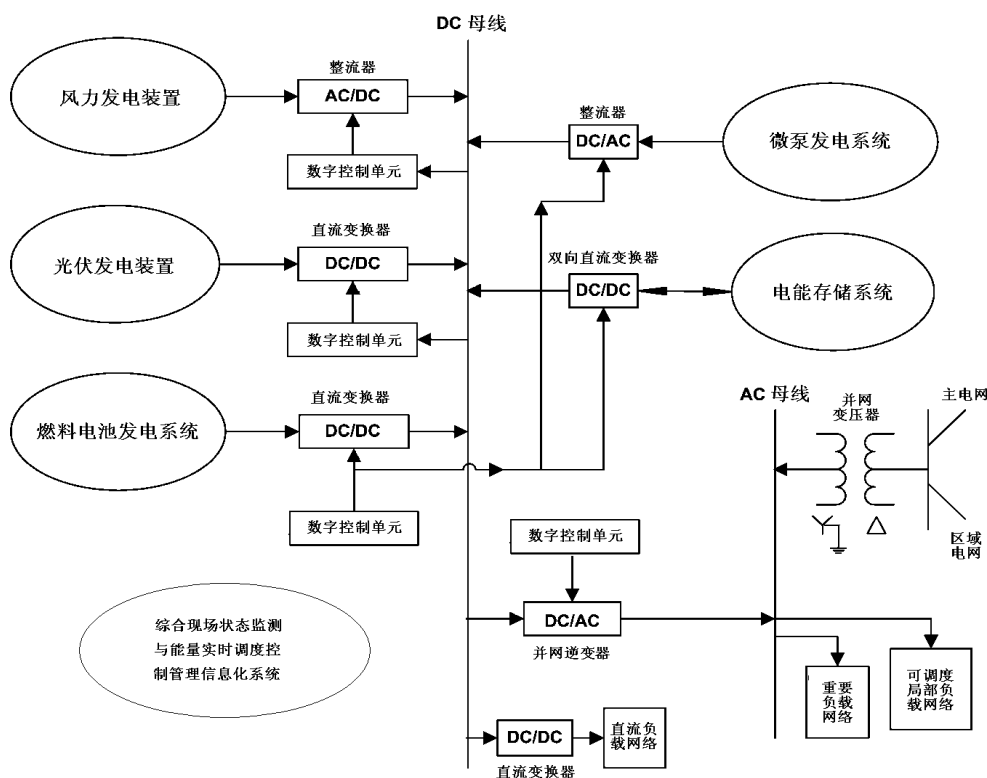 DC 母线
整流器
风力发电装置
AC/DC
整流器
DC/AC
微泵发电系统
数字控制单元
直流变换器
双向直流变换器
光伏发电装置
DC/DC
DC/DC
电能存储系统
数字控制单元
直流变换器
AC 母线
并网
变压器
主电网
燃料电池发电系统
DC/DC
数字控制单元
数字控制单元
区域
电网
综合现场状态监测
与能量实时调度控
制管理信息化系统
DC/AC
并网逆变器
重要
负载
网络
可调度
局部负
载网络
DC/DC
直流负
载网络
直流变换器